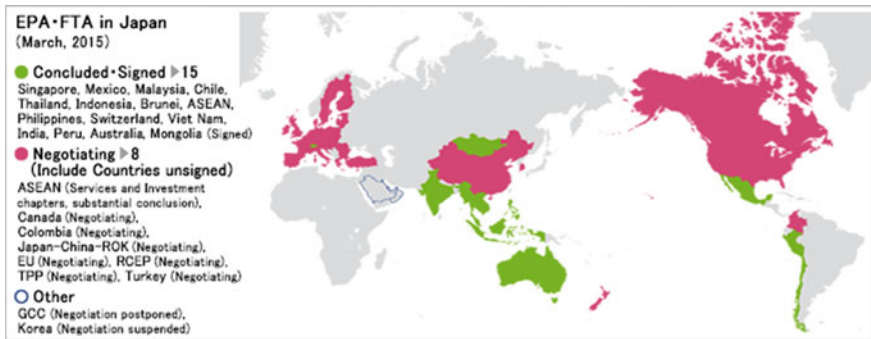 EPA・FTA in Japan
(March, 2015)
Concluded・Signed ▶15
Singapore, Mexico, Malaysia, Chile,
Thailand, Indonesia, Brunei, ASEAN,
Philippines, Switzerland, Viet Nam,
India, Peru, Australia, Mongolia (Signed)
Negotiating ▶8
(Include Countries unsigned)
ASEAN (Services and Investment
chapters, substantial conclusion),
Canada (Negotiating),
Colombia (Negotiating),
Japan-China-ROK (Negotiating),
EU (Negotiating), RCEP (Negotiating),
TPP (Negotiating), Turkey (Negotiating)
Other
GCC (Negotiation postponed),
Korea (Negotiation suspended)